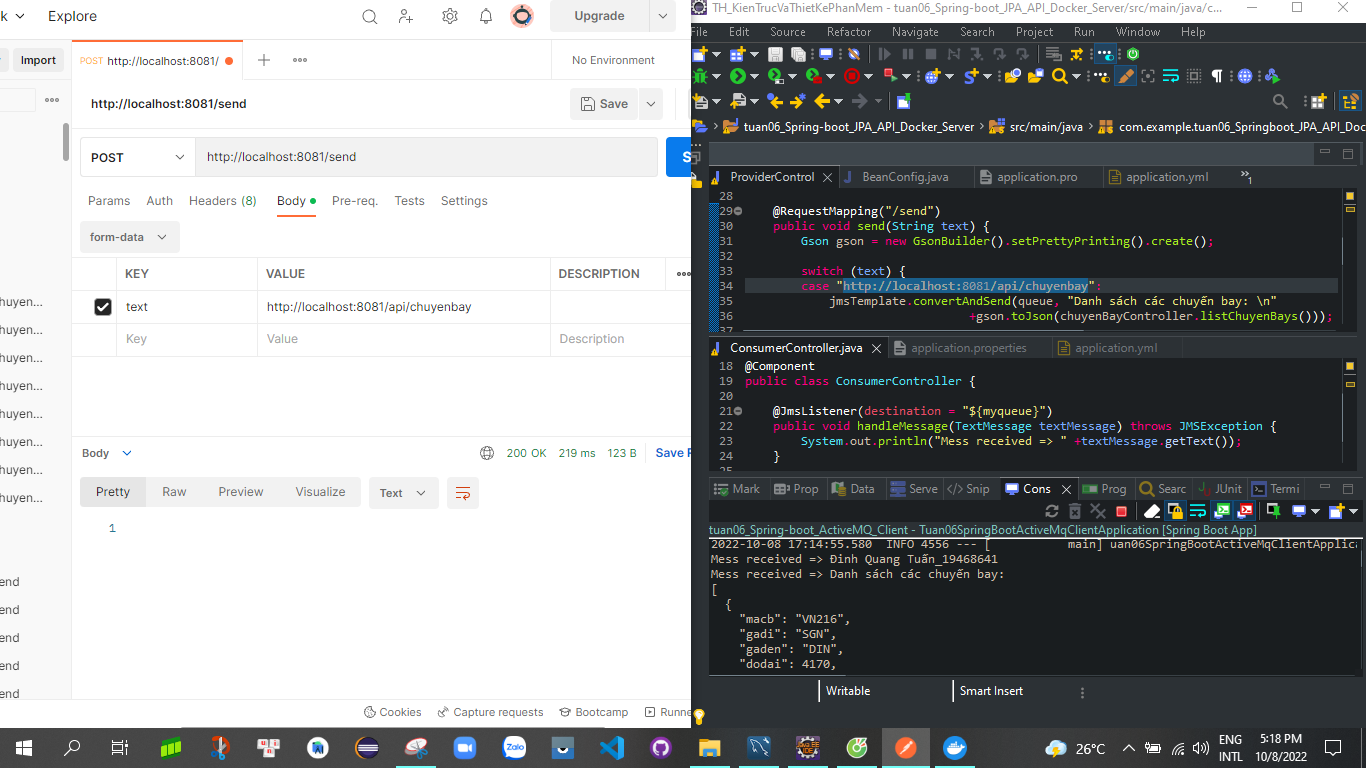 rk
Explore
Upgrade
Import
POST http://localhost:8081/
No Environment
http://localhost:8081/send
Save
POST
http://localhost:8081/send
S
Params
Auth
Headers (8)
Body
Pre-req.
Tests
Settings
form-data
KEY
VALUE
DESCRIPTION
text
http://localhost:8081/api/chuyenbay
Key
Value
Description
huyen...
huyen...
huyen...
huyen...
huyen...
huyen...
huyen...
huyen...
end
end
end
end
end
Body
200 OK
219 ms
123 B
Save R
Pretty
Raw
Preview
Visualize
Text
1
Cookies
Capture requests
Bootcamp
Runne
TH_KienTrucVaThietKePhanMem - tuan06_Spring-boot_JPA_API_Docker_Server/src/main/java/c...
File
Edit
Source
Refactor
Navigate
Search
Project
Run
Window
Help
tuan06_Spring-boot_JPA_API_Docker_Server
src/main/java
com.example.tuan06_Springboot_JPA_API_Doc
ProviderControl
BeanConfig.java
application.pro
application.yml
1
28
29 @RequestMapping("/send")
30 public void send(String text) {
31 Gson gson = new GsonBuilder().setPrettyPrinting().create();
32
33 switch (text) {
34 case "http://localhost:8081/api/chuyenbay":
35 jmsTemplate.convertAndSend(queue, "Danh sách các chuyến bay: \n"
36 +gson.toJson(chuyenBayController.listChuyenBays()));
37
ConsumerController.java
application.properties
application.yml
18 @Component
19 public class ConsumerController {
20
21 @JmsListener(destination = "${myqueue}")
22 public void handleMessage(TextMessage textMessage) throws JMSException {
23 System.out.println("Mess received => " +textMessage.getText());
24 }
25
Mark
Prop
Data
Serve
Snip
Cons
Prog
Searc
JUnit
Termi
tuan06_Spring-boot_ActiveMQ_Client - Tuan06SpringBootActiveMqClientApplication [Spring Boot App]
2022-10-08 17:14:55.580 INFO 4556 --- [ main] uan06SpringBootActiveMqClientApplica
Mess received => Đinh Quang Tuấn_19468641
Mess received => Danh sách các chuyến bay:
[
{
"macb": "VN216",
"gadi": "SGN",
"gaden": "DIN",
"dodai": 4170,
Writable
Smart Insert
Zalo
26°C
ENG
INTL
5:18 PM
10/8/2022